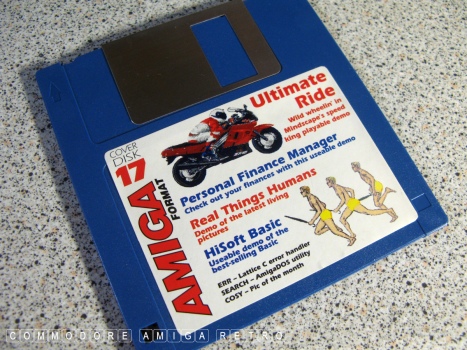 COVER
DISK
17
AMIGA
FORMAT
Ultimate
Ride
Wild wheelin' in
Mindscape's speed
king playable demo
Personal Finance Manager
Check out your finances with this useable demo
Real Things Humans
Demo of the latest living
pictures
HiSoft Basic
Useable demo of the
best-selling Basic
ERR – Lattice C error handler
SEARCH – AmigaDOS utility
COSY – Pic of the month
COMMODORE AMIGA RETRO